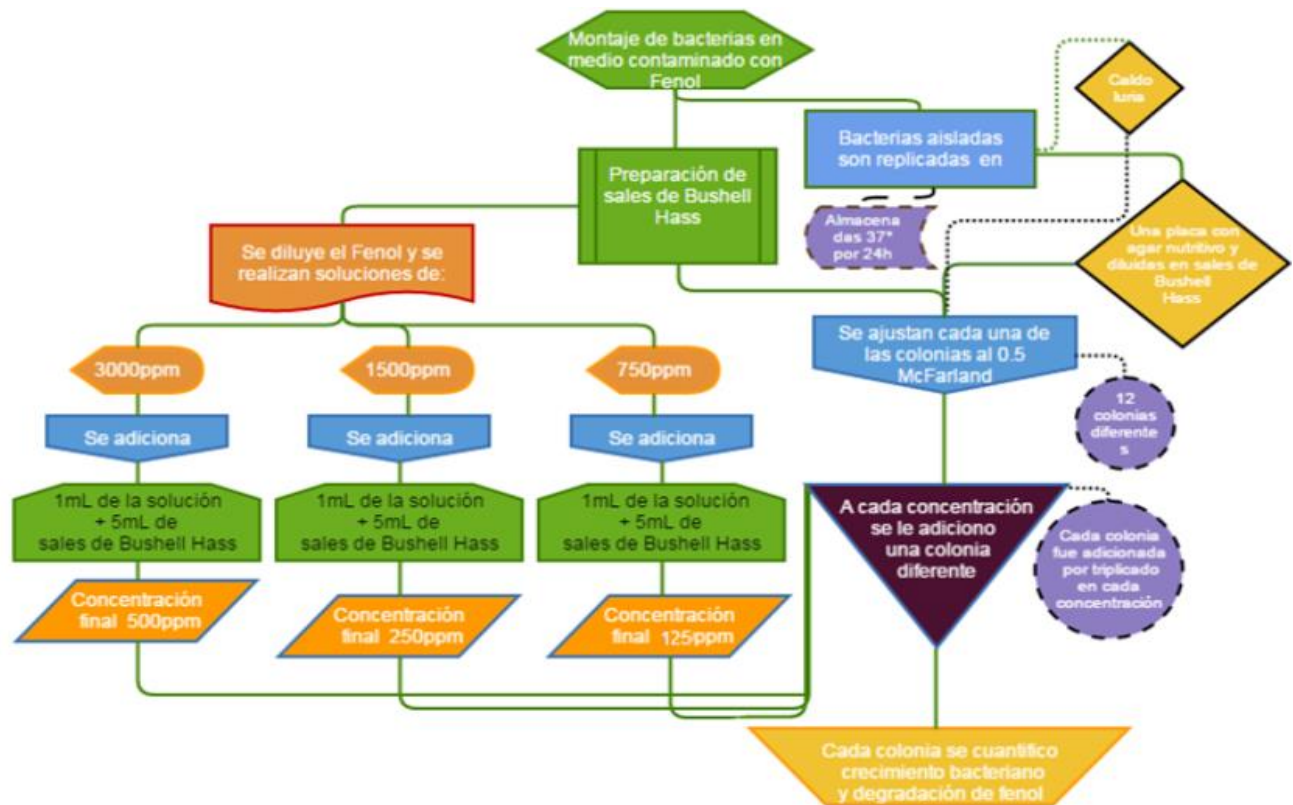 Montaje de bacterias en
medio contaminado con
Fenol
Caldo
luria
Bacterias aisladas
son replicadas en
Preparación de
sales de Bushell
Hass
Almacena
das 37°
por 24h
Una placa con
agar nutritivo y
diluidas en sales de
Bushell
Hass
Se diluye el Fenol y se
realizan soluciones de:
Se ajustan cada una de
las colonias al 0.5
McFarland
3000ppm
1500ppm
750ppm
12
colonias
diferente
s
Se adiciona
Se adiciona
Se adiciona
1mL de la solución
+ 5mL de
sales de Bushell Hass
1mL de la solución
+ 5mL de
sales de Bushell Hass
1mL de la solución
+ 5mL de
sales de Bushell Hass
A cada concentración
se le adiciono
una colonia
diferente
Cada colonia
fue adicionada
por triplicado
en cada
concentración
Concentración
final 500ppm
Concentración
final 250ppm
Concentración
final 125ppm
Cada colonia se cuantifico
crecimiento bacteriano
y degradación de fenol